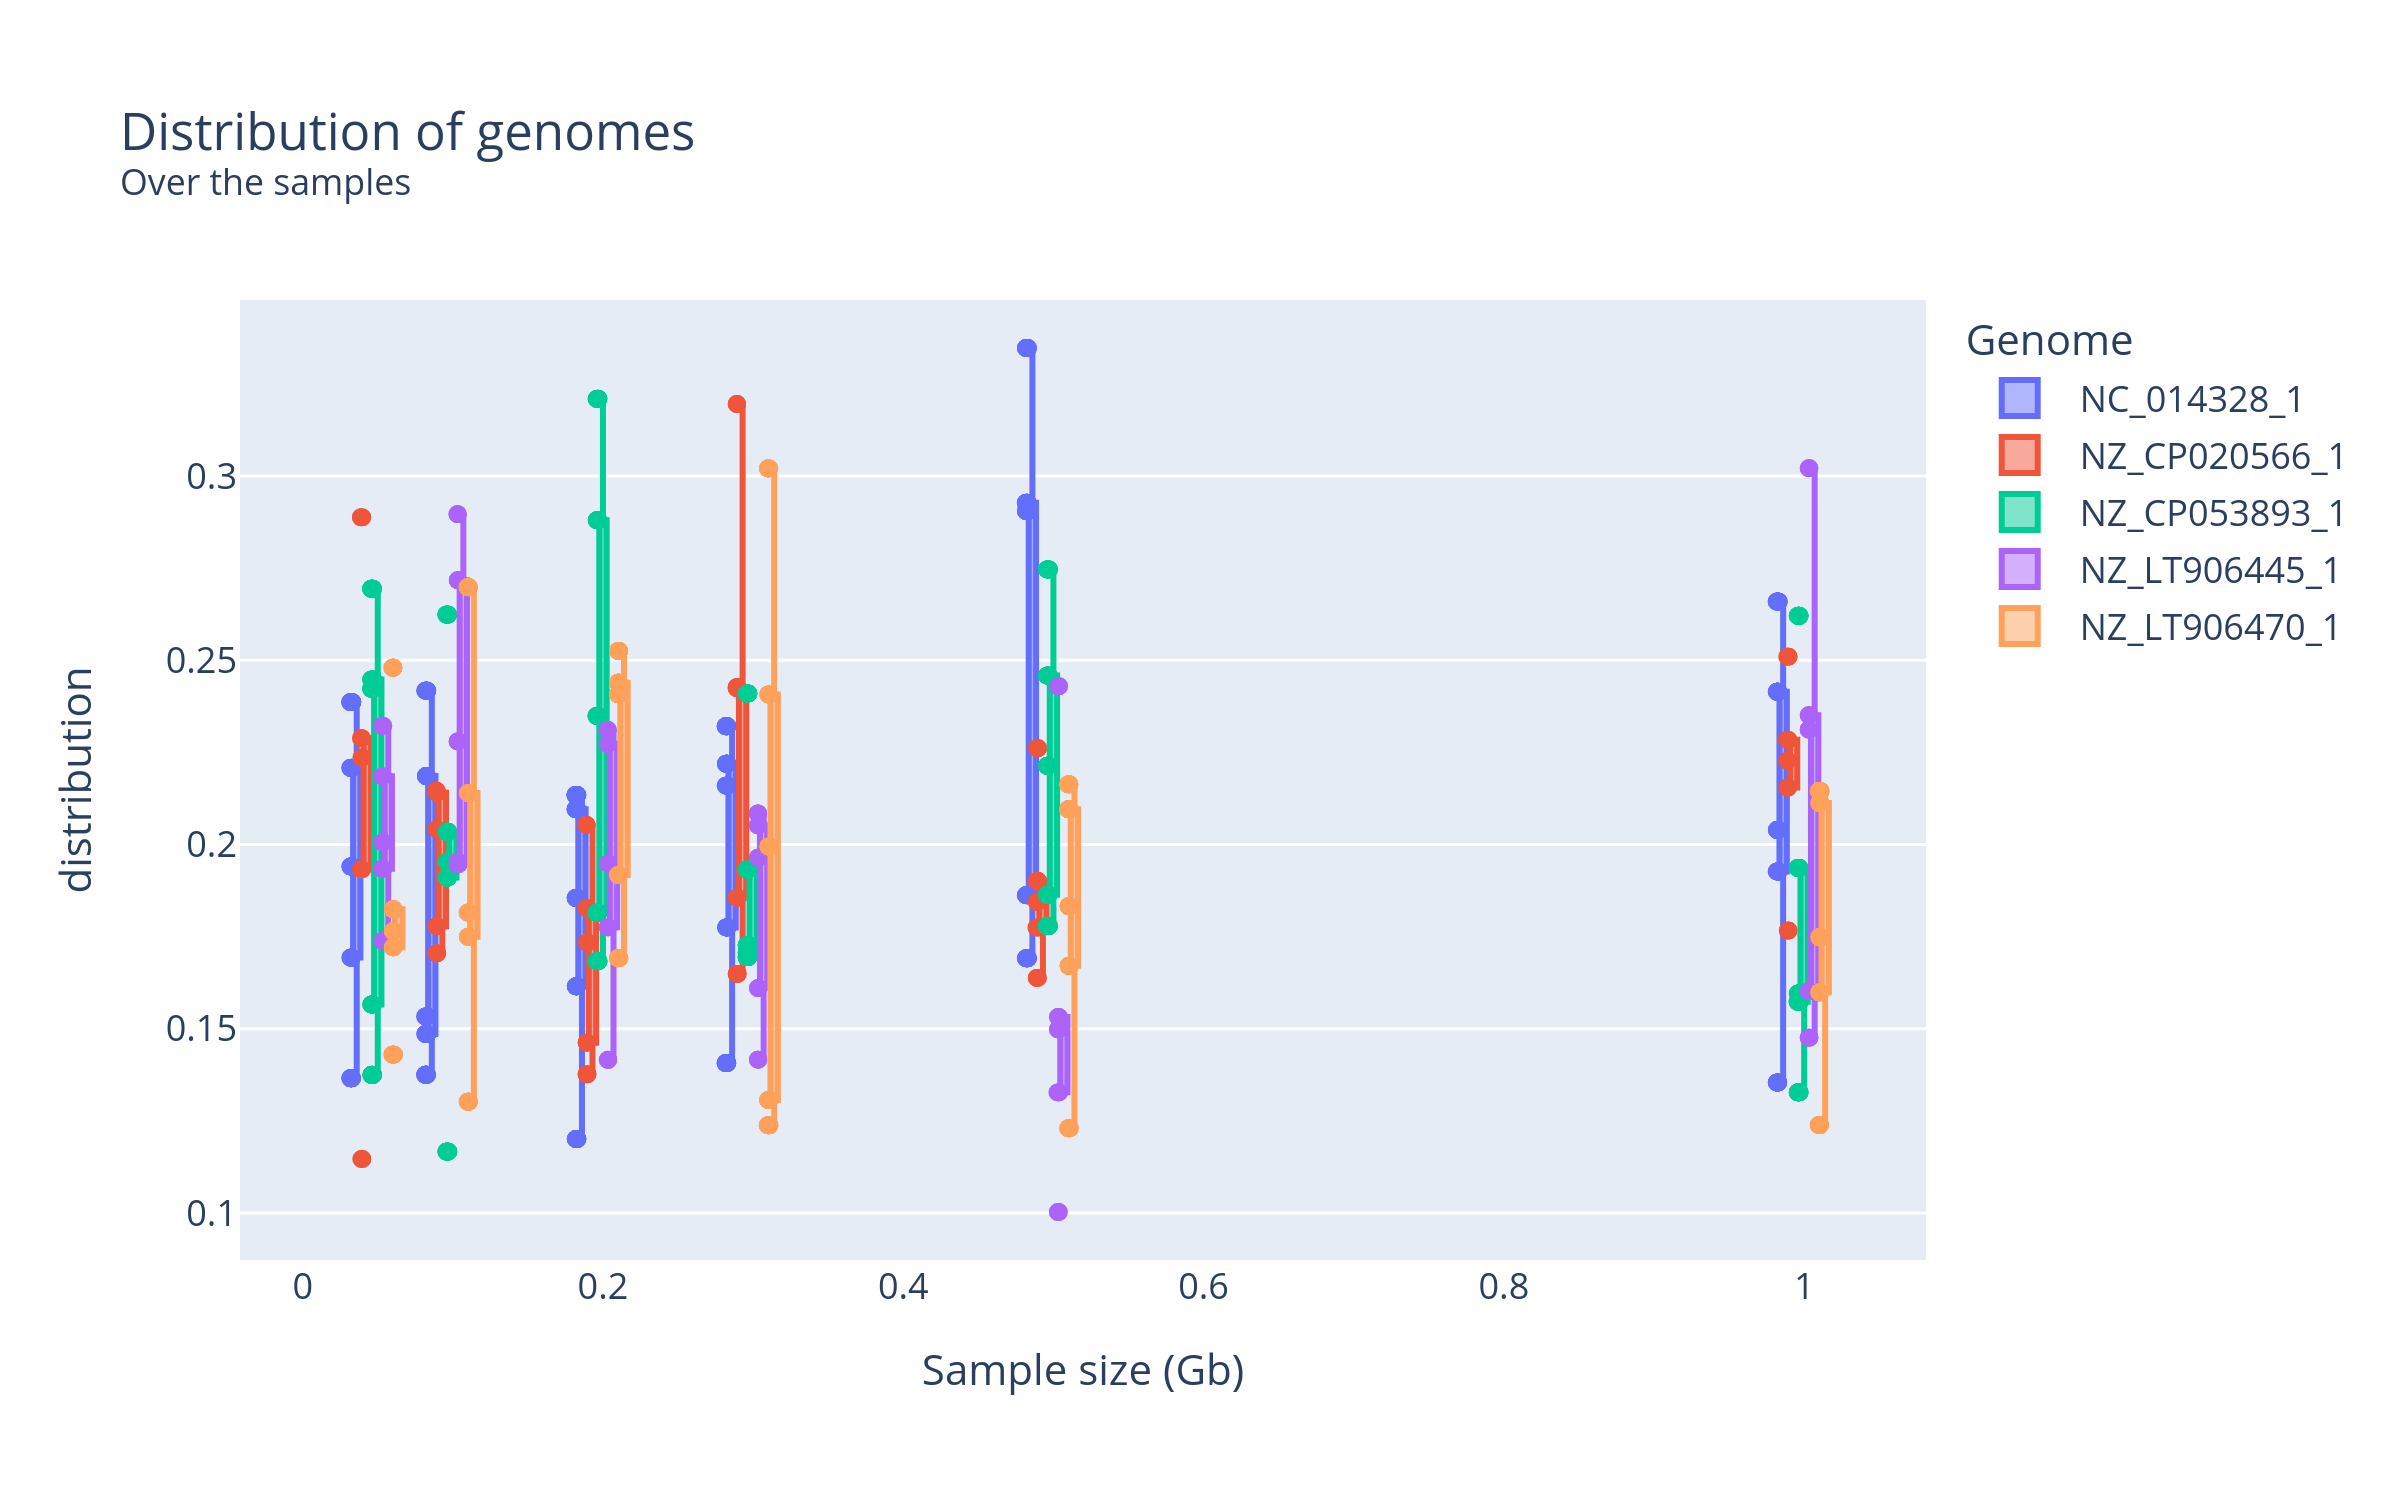 Distribution of genomes
Over the samples
Genome
NC_014328_1
NZ_CP020566_1
NZ_CP053893_1
NZ_LT906445_1
NZ_LT906470_1
distribution
0.3
0.25
0.2
0.15
0.1
0
0.2
0.4
0.6
0.8
1
Sample size (Gb)